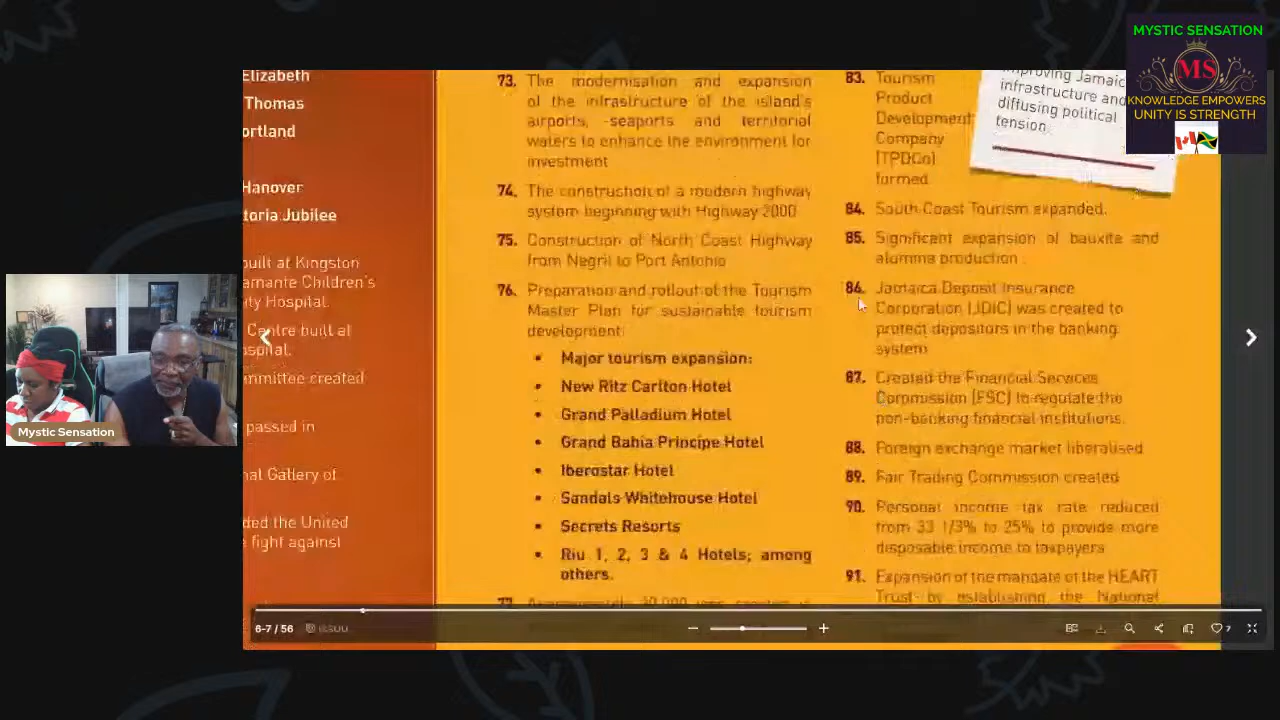 MYSTIC SENSATION
MS
KNOWLEDGE EMPOWERS
UNITY IS STRENGTH
Elizabeth
Thomas
ortland
Hanover
toria Jubilee
built at Kingston
amante Children's
ity Hospital.
Centre built at
ospital.
mmittee created
passed in
nal Gallery of
ded the United
e fight against
73. The modernisation and expansion
of the infrastructure of the island's
airports, seaports and territorial
waters to enhance the environment for
investment
74. The construction of a modern highway
system beginning with Highway 2000
75. Construction of North Coast Highway
from Negril to Port Antonio
76. Preparation and rollout of the Tourism
Master Plan for sustainable tourism
development:
• Major tourism expansion:
• New Ritz Carlton Hotel
• Grand Palladium Hotel
• Grand Bahia Principe Hotel
• Iberostar Hotel
• Sandals Whitehouse Hotel
• Secrets Resorts
• Riu 1, 2, 3 & 4 Hotels; among
others.
83. Tourism
Product
Development
Company
(TPDCo)
formed.
improving Jamaic
infrastructure and
diffusing political
tension.
84. South Coast Tourism expanded.
85. Significant expansion of bauxite and
alumina production
86. Jamaica Deposit Insurance
Corporation (JDIC) was created to
protect depositors in the banking
system
87. Created the Financial Services
Commission (FSC) to regulate the
non-banking financial institutions.
88. Foreign exchange market liberalised
89. Fair Trading Commission created
90. Personal income tax rate reduced
from 33 1/3% to 25% to provide more
disposable income to taxpayers
91. Expansion of the mandate of the HEART
Trust by establishing the National
Mystic Sensation
6-7 / 56 issuu
7